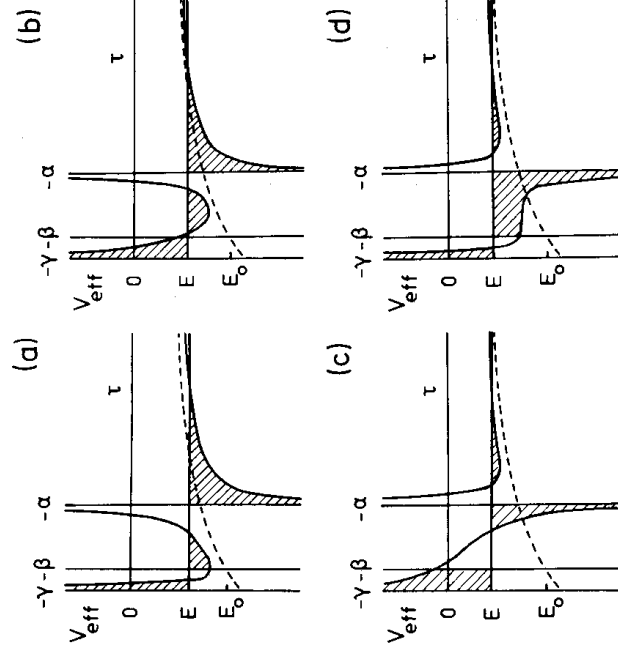 (a)
-γ -β -α
V_eff
0 τ
E
E_o
(b)
-γ -β -α
V_eff
0 τ
E
E_o
(c)
-γ -β -α
V_eff
0 τ
E
E_o
(d)
-γ -β -α
V_eff
0 τ
E
E_o